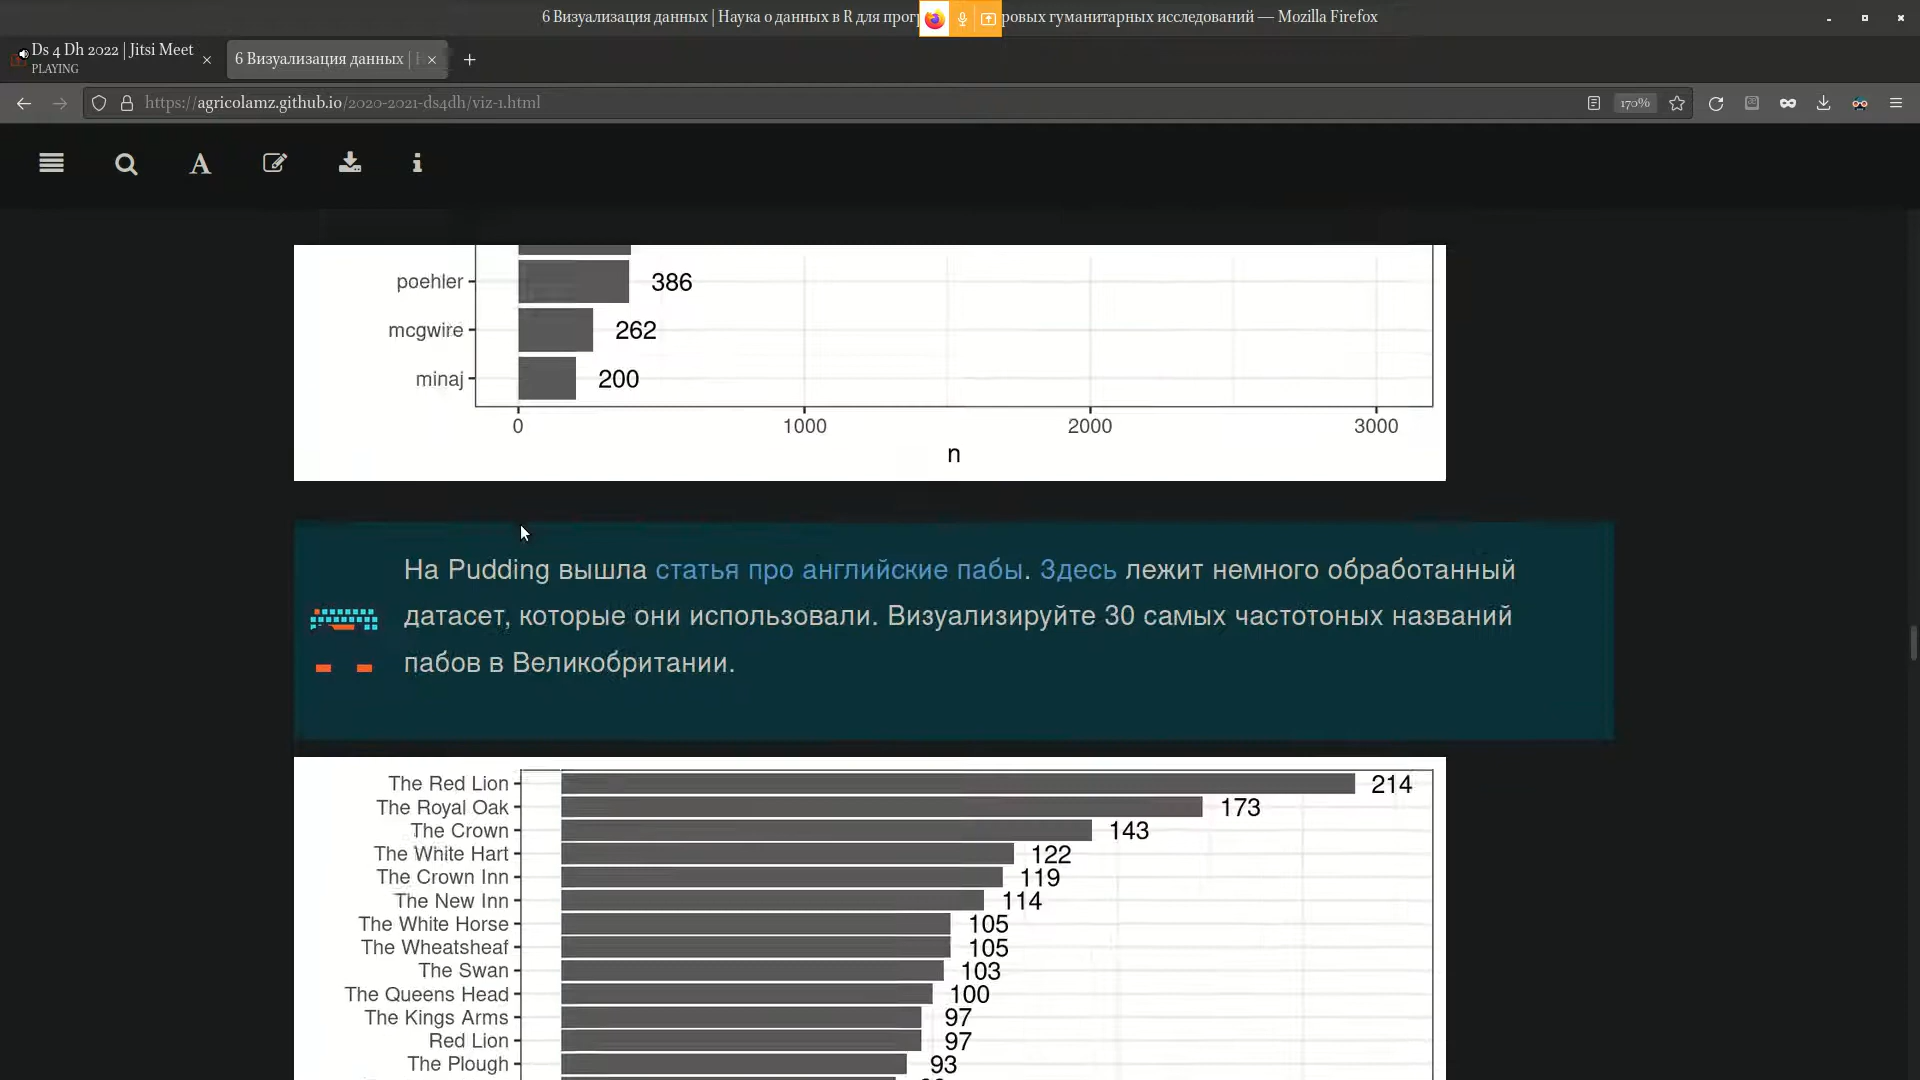 6 Визуализация данных | Наука о данных в R для прог ровых гуманитарных исследований — Mozilla Firefox
Ds 4 Dh 2022 | Jitsi Meet
PLAYING
6 Визуализация данных |
https://agricolamz.github.io/2020-2021-ds4dh/viz-1.html
170%
poehler 386
mcgwire 262
minaj 200
0 1000 2000 3000
n
На Pudding вышла статья про английские пабы. Здесь лежит немного обработанный
датасет, которые они использовали. Визуализируйте 30 самых частотоных названий
пабов в Великобритании.
The Red Lion 214
The Royal Oak 173
The Crown 143
The White Hart 122
The Crown Inn 119
The New Inn 114
The White Horse 105
The Wheatsheaf 105
The Swan 103
The Queens Head 100
The Kings Arms 97
Red Lion 97
The Plough 93